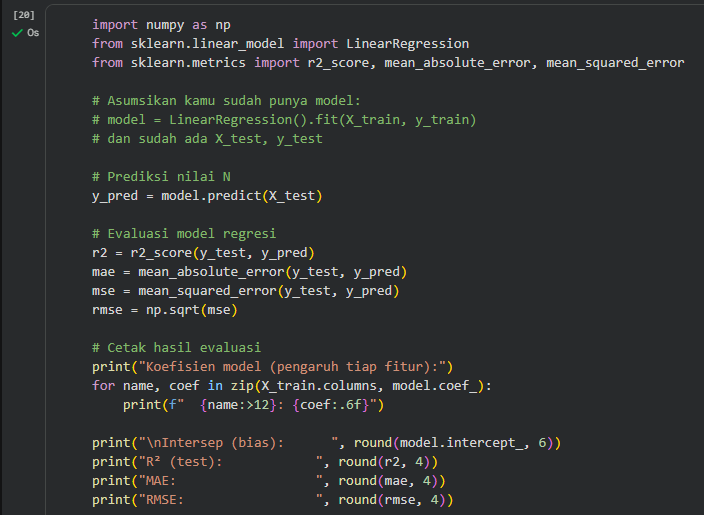 [20]
✓ 0s
import numpy as np
from sklearn.linear_model import LinearRegression
from sklearn.metrics import r2_score, mean_absolute_error, mean_squared_error

# Asumsikan kamu sudah punya model:
# model = LinearRegression().fit(X_train, y_train)
# dan sudah ada X_test, y_test

# Prediksi nilai N
y_pred = model.predict(X_test)

# Evaluasi model regresi
r2 = r2_score(y_test, y_pred)
mae = mean_absolute_error(y_test, y_pred)
mse = mean_squared_error(y_test, y_pred)
rmse = np.sqrt(mse)

# Cetak hasil evaluasi
print("Koefisien model (pengaruh tiap fitur):")
for name, coef in zip(X_train.columns, model.coef_):
    print(f"  {name:>12}: {coef:.6f}")

print("\nIntersep (bias):      ", round(model.intercept_, 6))
print("R² (test):            ", round(r2, 4))
print("MAE:                  ", round(mae, 4))
print("RMSE:                 ", round(rmse, 4))